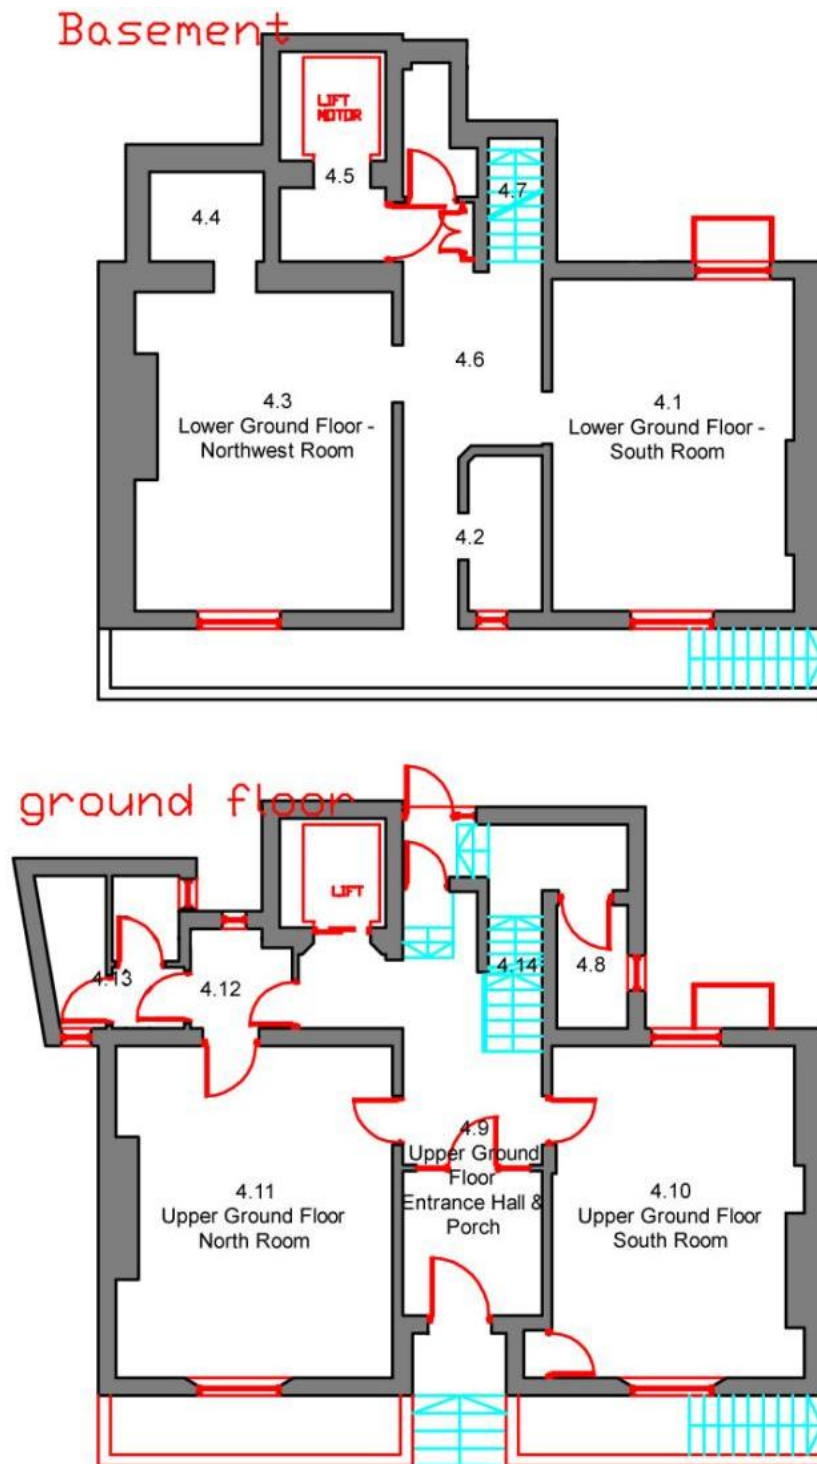 Basement
LIFT
MOTOR
4.5
4.7
4.4
4.6
4.3
Lower Ground Floor -
Northwest Room
4.1
Lower Ground Floor -
South Room
4.2
ground floor
LIFT
4.14
4.8
4.13
4.12
4.9
Upper Ground
Floor
Entrance Hall &
Porch
4.11
Upper Ground Floor
North Room
4.10
Upper Ground Floor
South Room